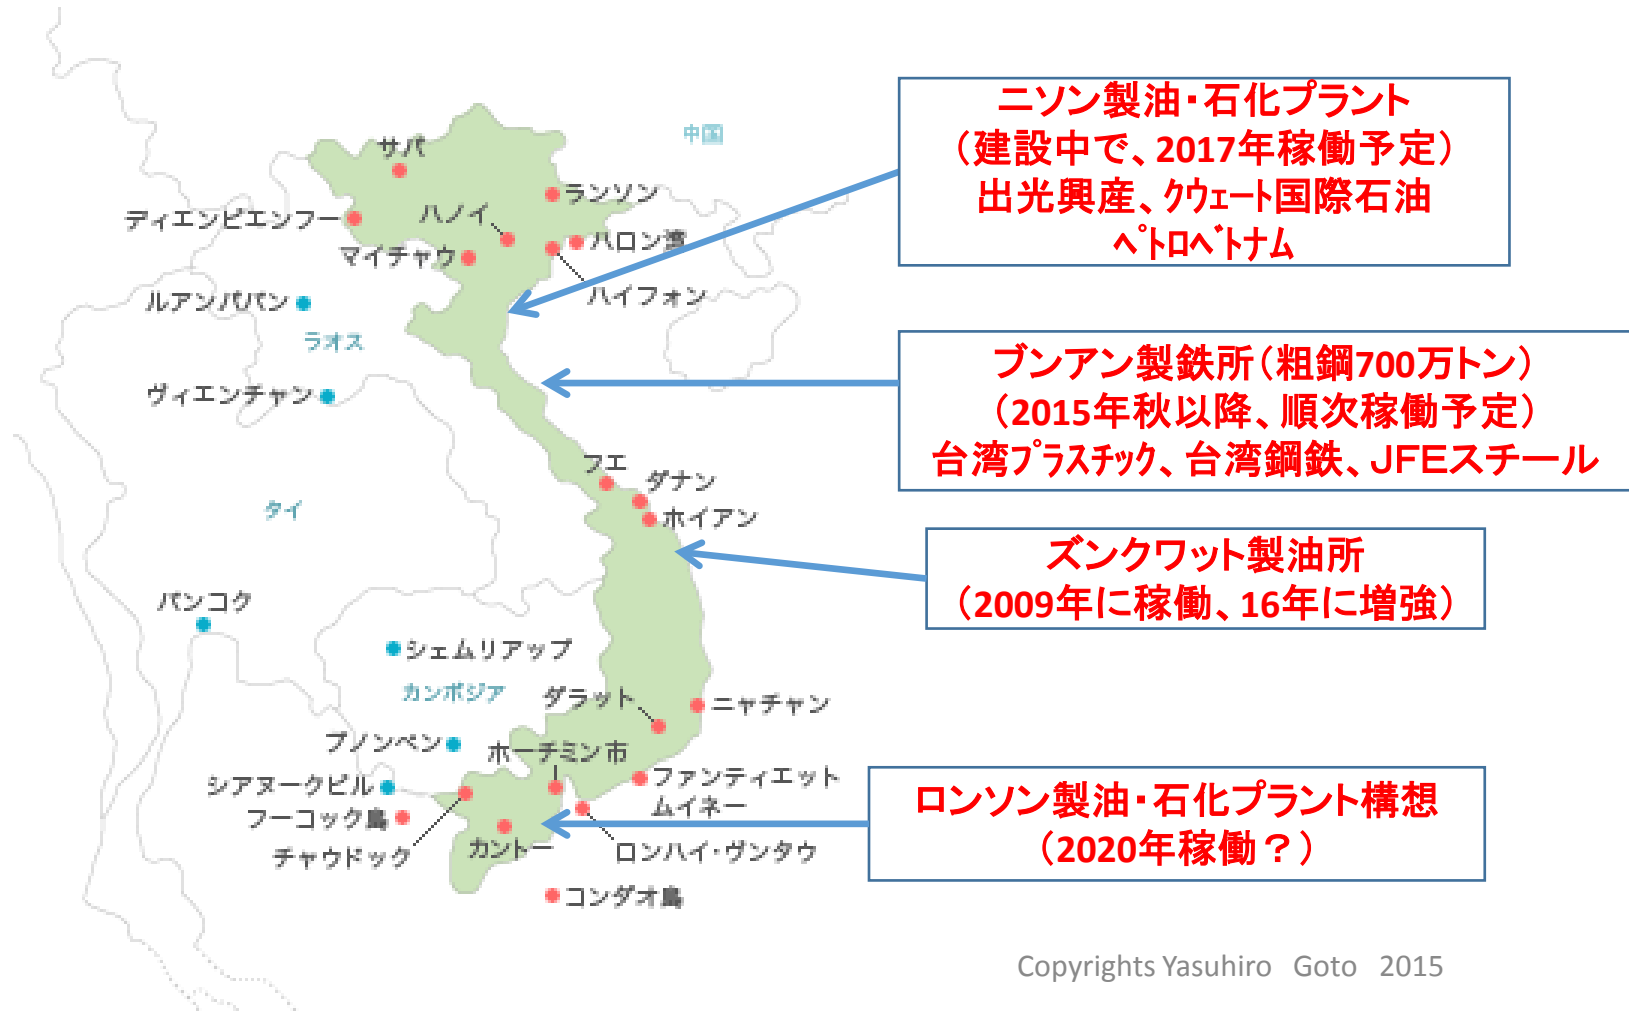 中国
サパ
ランソン
ハノイ
ディエンビエンフー
ハロン湾
マイチャウ
ハイフォン
ルアンパバン
ラオス
ヴィエンチャン
フエ
ダナン
ホイアン
タイ
バンコク
シェムリアップ
カンボジア
ダラット
ニャチャン
プノンペン
ホーチミン市
シアヌークビル
ファンティエット
ムイネー
フーコック島
チャウドック
カントー
ロンハイ・ヴンタウ
コンダオ島
ニソン製油・石化プラント
（建設中で、2017年稼働予定）
出光興産、クウェート国際石油
ペトロベトナム
ブンアン製鉄所（粗鋼700万トン）
（2015年秋以降、順次稼働予定）
台湾プラスチック、台湾鋼鉄、JFEスチール
ズンクワット製油所
（2009年に稼働、16年に増強）
ロンソン製油・石化プラント構想
（2020年稼働？）
Copyrights Yasuhiro Goto 2015